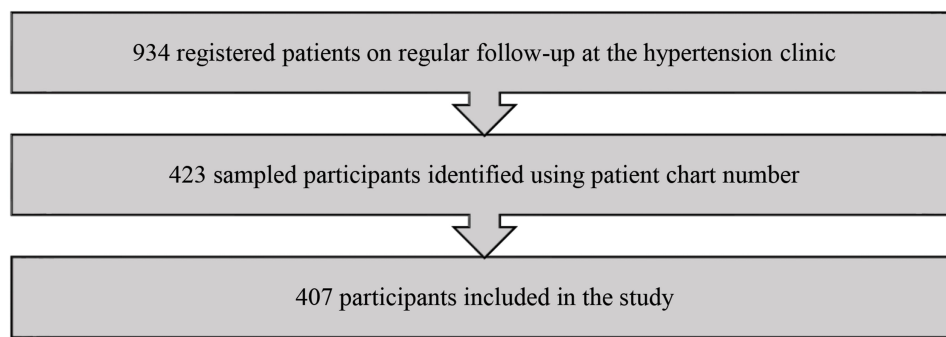 934 registered patients on regular follow-up at the hypertension clinic
423 sampled participants identified using patient chart number
407 participants included in the study